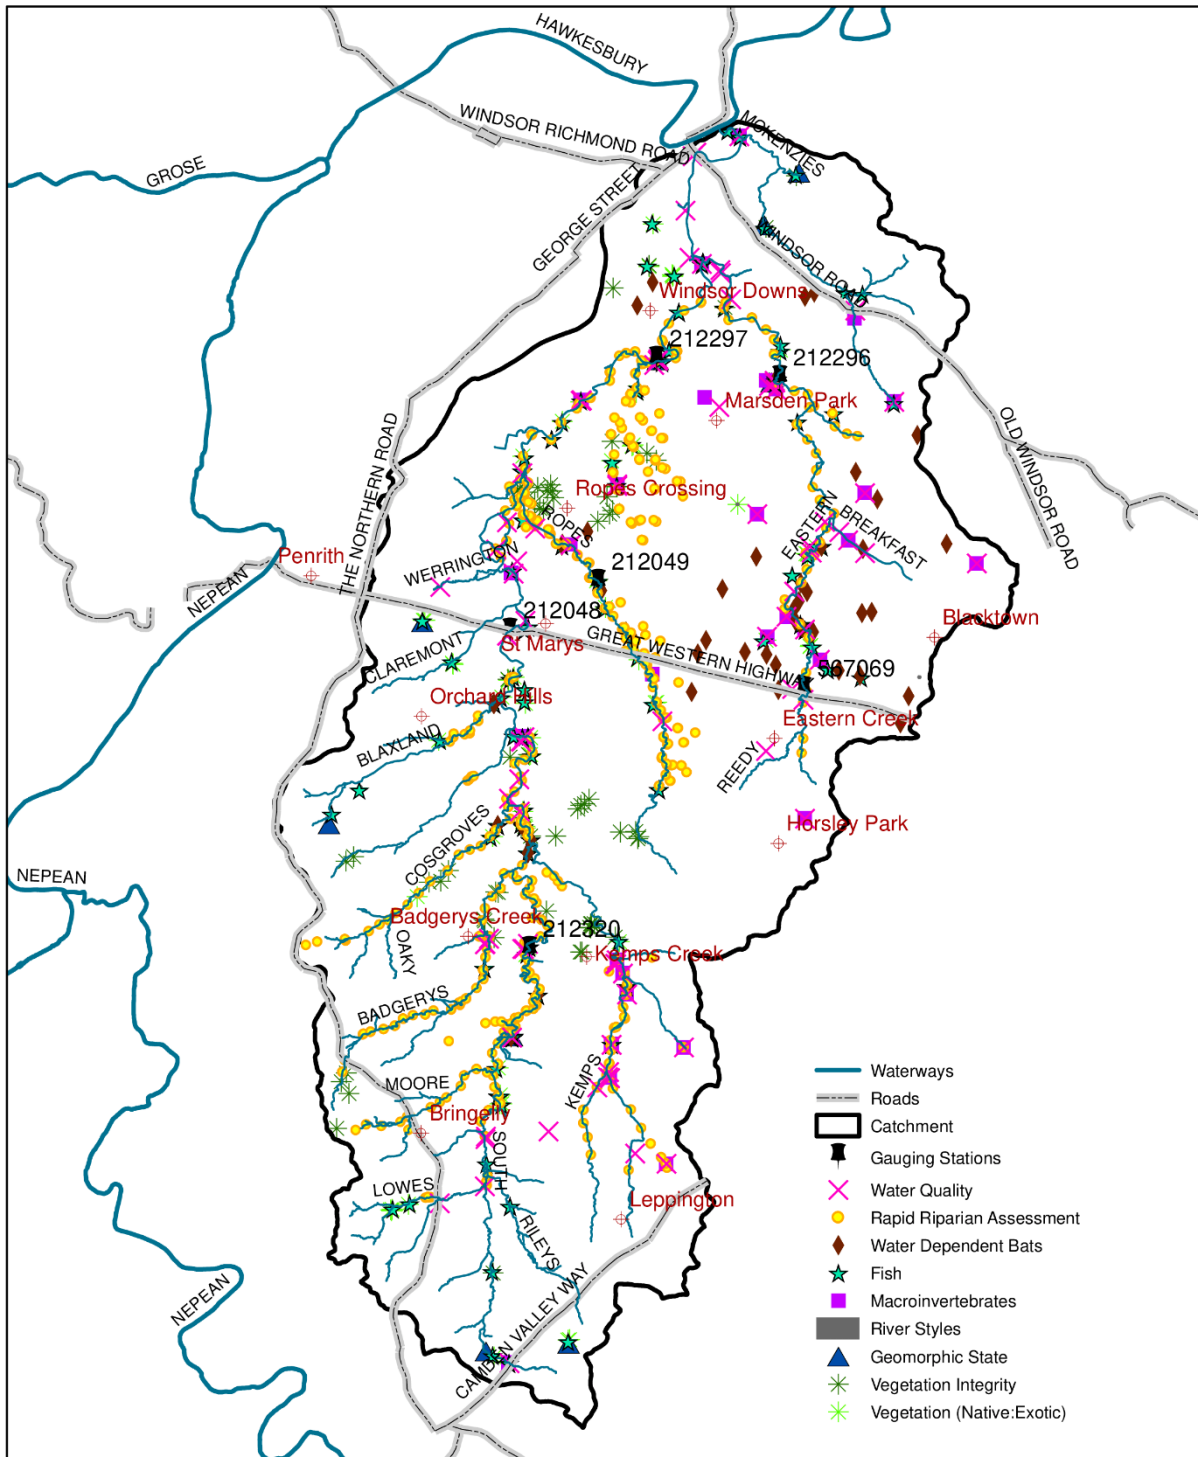 HAWKESBURY
WINDSOR RICHMOND ROAD
MCKENZIES
GROSE
GEORGE STREET
WINDSOR ROAD
Windsor Downs
212297
212296
Marsden Park
OLD WINDSOR ROAD
THE NORTHERN ROAD
Ropes Crossing
ROPES
EASTERN
BREAKFAST
Penrith
WERRINGTON
212049
NEPEAN
212048
Blacktown
St Marys
GREAT WESTERN HIGHWAY
CLAREMONT
567069
Orchard Hills
Eastern Creek
BLAXLAND
REEDY
COSGROVES
Horsley Park
NEPEAN
Badgerys Creek
212320
OAKY
Kemps Creek
BADGERYS
KEMPS
MOORE
Bringelly
SOUTH
LOWES
Leppington
RILEYS
NEPEAN
CAMDEN VALLEY WAY
Waterways
Roads
Catchment
Gauging Stations
Water Quality
Rapid Riparian Assessment
Water Dependent Bats
Fish
Macroinvertebrates
River Styles
Geomorphic State
Vegetation Integrity
Vegetation (Native:Exotic)